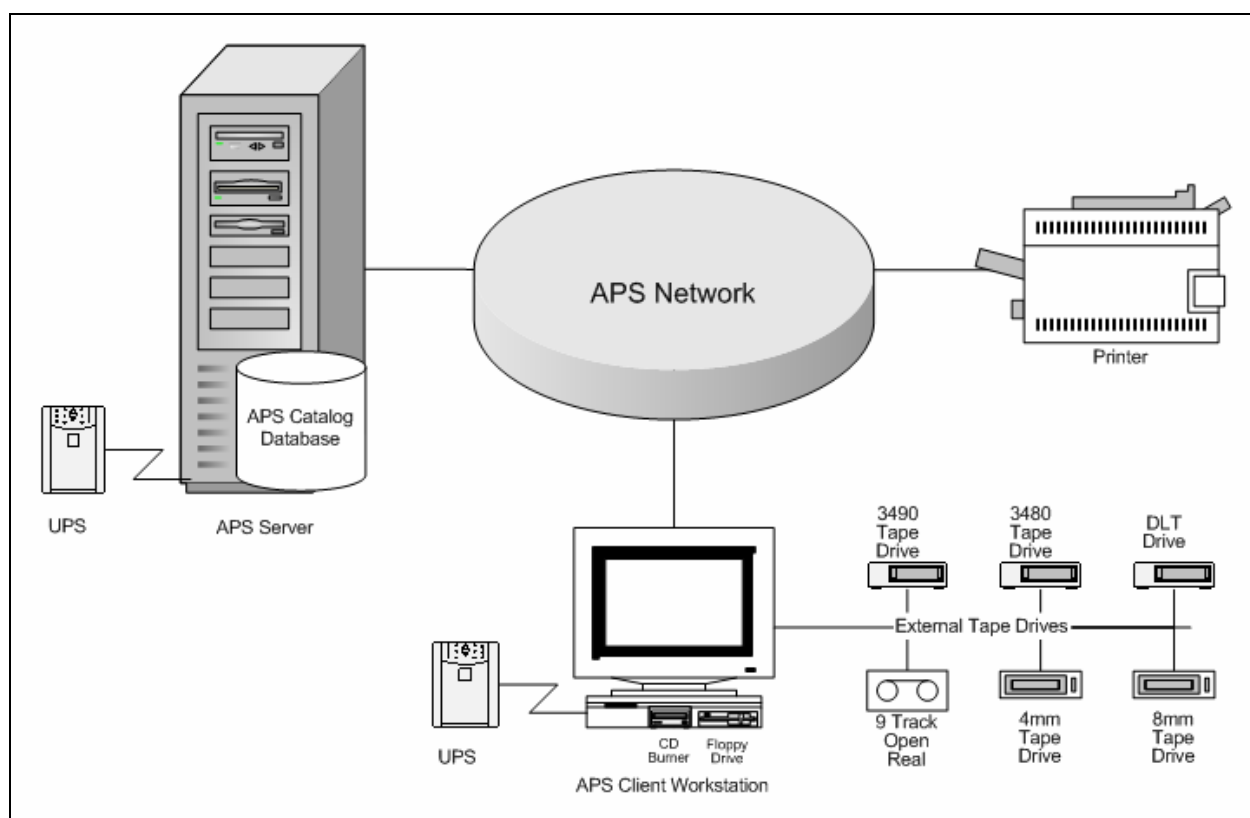 APS Network
Printer
APS Catalog
Database
UPS
APS Server
3490
Tape
Drive
3480
Tape
Drive
DLT
Drive
External Tape Drives
9 Track
Open
Real
4mm
Tape
Drive
8mm
Tape
Drive
UPS
CD
Burner
Floppy
Drive
APS Client Workstation